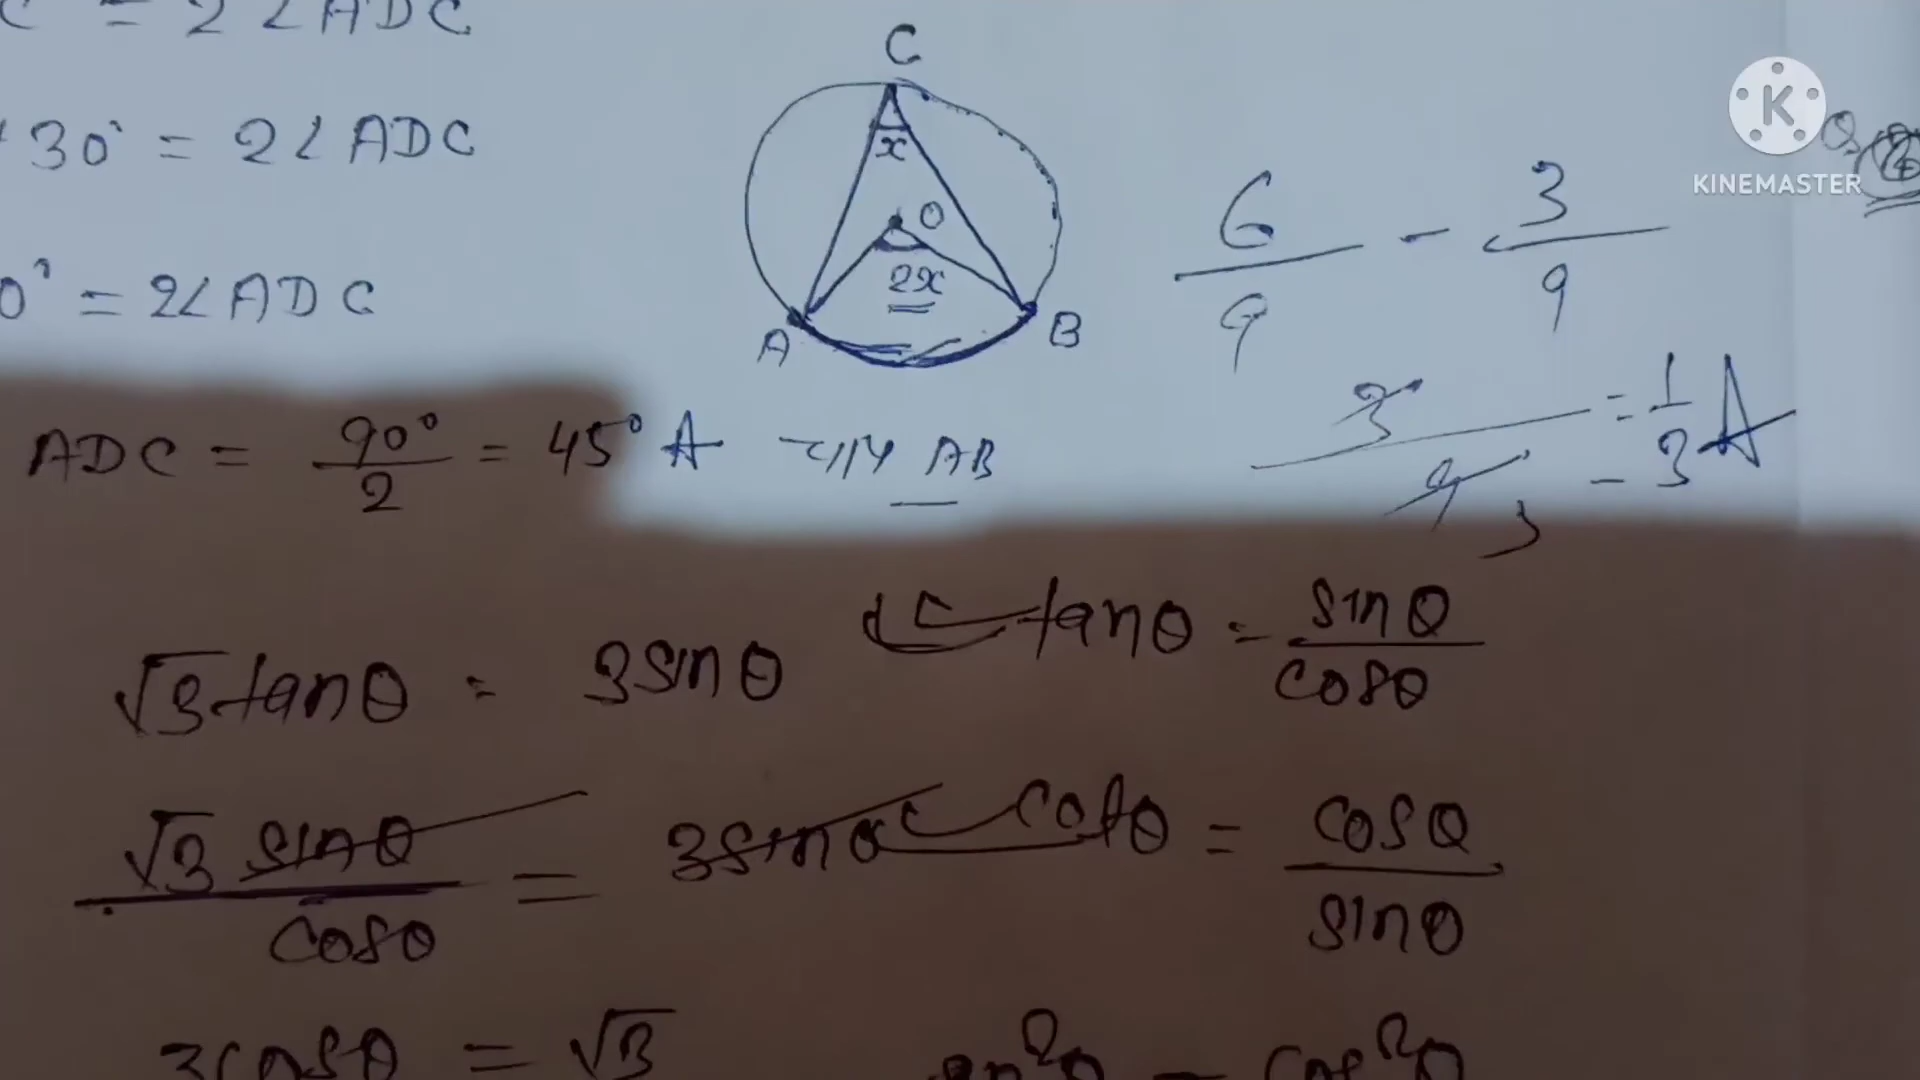 C = 2∠ADC
C
+30° = 2∠ADC
x
O
2x
A
B
0° = 2∠ADC
6/9 - 3/9
3/9 3 = 1/3 A
ADC = 90°/2 = 45° A
चाप AB
√3 tanθ = 3sinθ
tanθ = sinθ/cosθ
√3 sinθ/cosθ = 3sinθ
cotθ = cosθ/sinθ
3cosθ = √3
cos²θ
KINEMASTER